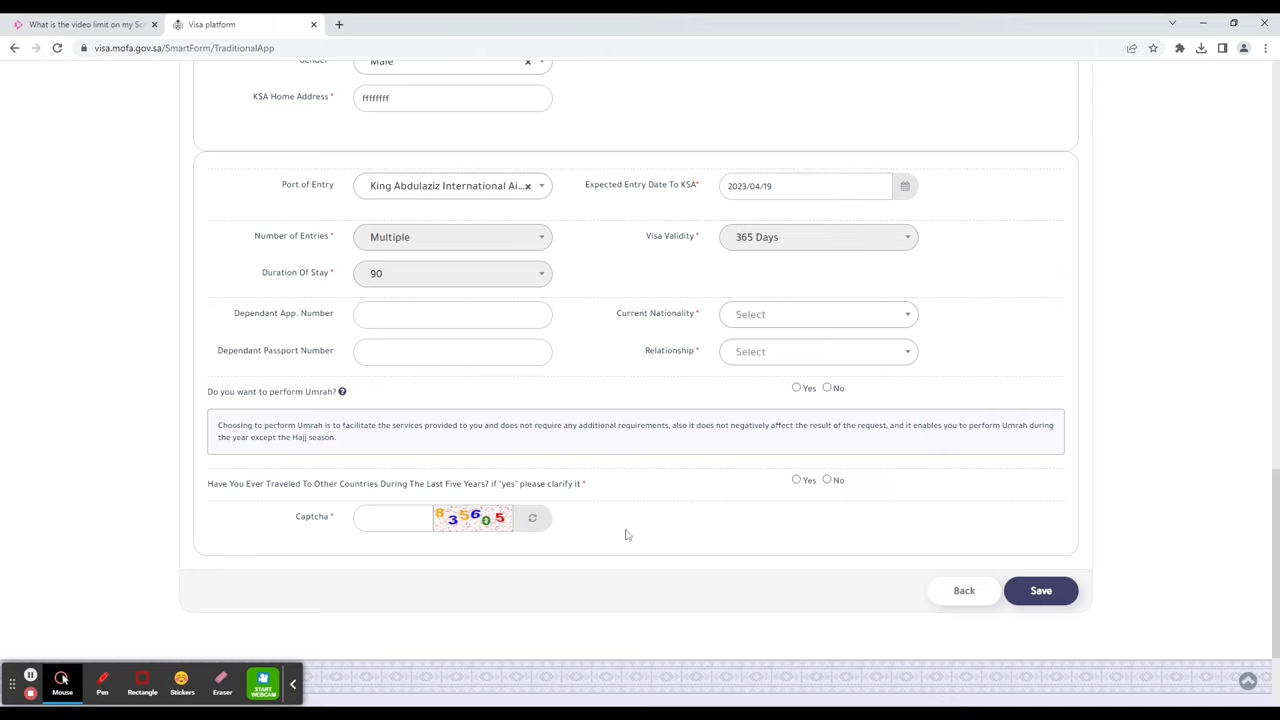 What is the video limit on my Scr
Visa platform
visa.mofa.gov.sa/SmartForm/TraditionalApp
Gender * Male
KSA Home Address * ffffffff
Port of Entry King Abdulaziz International Ai... Expected Entry Date To KSA* 2023/04/19
Number of Entries * Multiple Visa Validity * 365 Days
Duration Of Stay * 90
Dependant App. Number Current Nationality * Select
Dependant Passport Number Relationship * Select
Do you want to perform Umrah? Yes No
Choosing to perform Umrah is to facilitate the services provided to you and does not require any additional requirements, also it does not negatively affect the result of the request, and it enables you to perform Umrah during
the year except the Hajj season.
Have You Ever Traveled To Other Countries During The Last Five Years? if 'yes' please clarify it * Yes No
Captcha * 835605
Back Save
Mouse Pen Rectangle Stickers Eraser START WEBCAM